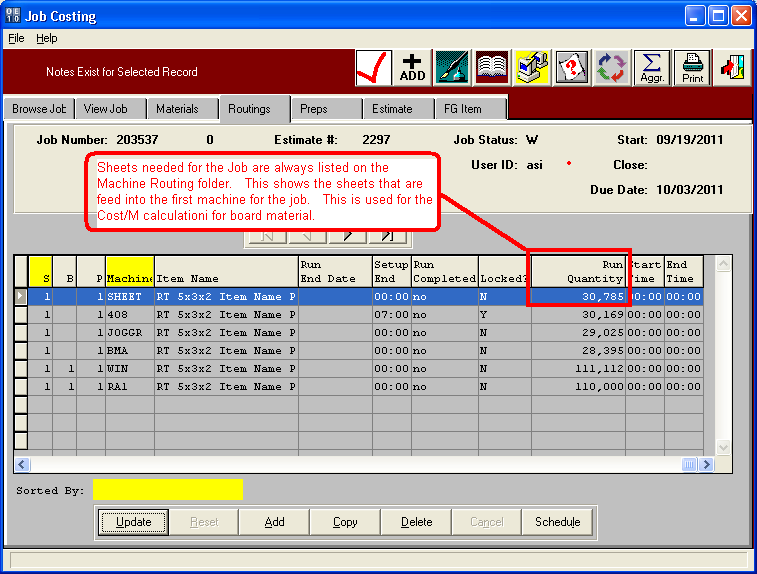 Job Costing
File Help
Notes Exist for Selected Record
ADD
Aggr.
Print
Browse Job View Job Materials Routings Preps Estimate FG Item
Job Number: 203537 0 Estimate #: 2297 Job Status: W Start: 09/19/2011
User ID: asi * Close:
Due Date: 10/03/2011
Sheets needed for the Job are always listed on the
Machine Routing folder. This shows the sheets that are
feed into the first machine for the job. This is used for the
Cost/M calculationi for board material.
Run Setup Run Run Start End
S B P Machine Item Name End Date End Completed Locked? Quantity Time Time
1 1 SHEET RT 5x3x2 Item Name P 00:00 no N 30,785 00:00 00:00
1 1 408 RT 5x3x2 Item Name P 07:00 no Y 30,169 00:00 00:00
1 1 JOGGR RT 5x3x2 Item Name P 00:00 no N 29,025 00:00 00:00
1 1 BMA RT 5x3x2 Item Name P 00:00 no N 28,395 00:00 00:00
1 1 1 WIN RT 5x3x2 Item Name P 00:00 no N 111,112 00:00 00:00
1 1 1 RA1 RT 5x3x2 Item Name P 00:00 no N 110,000 00:00 00:00
Sorted By:
Update Reset Add Copy Delete Cancel Schedule